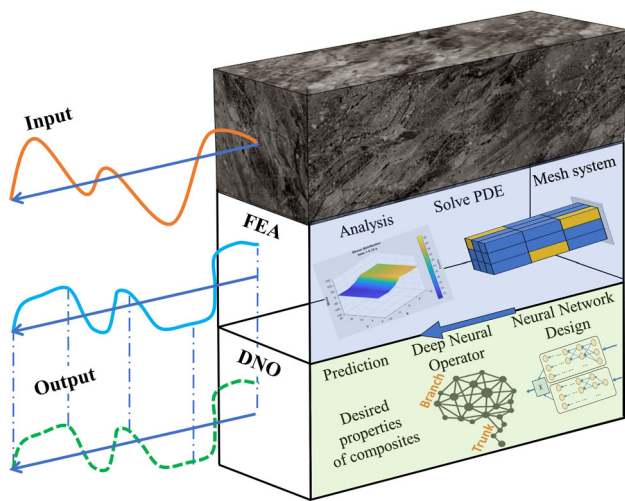 Input
FEA
Analysis
Solve PDE
Mesh system
Output
DNO
Prediction
Deep Neural
Operator
Neural Network
Design
Branch
Trunk
Desired
properties
of composites
X